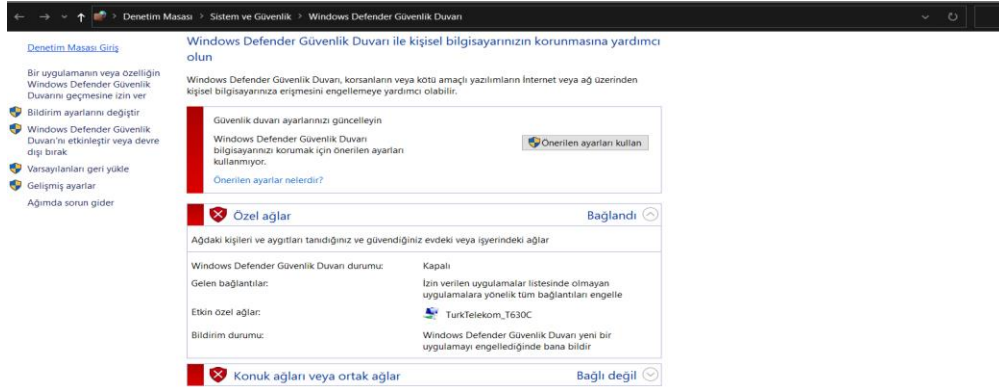 Denetim Masası > Sistem ve Güvenlik > Windows Defender Güvenlik Duvarı
Denetim Masası Giriş
Bir uygulamanın veya özelliğin
Windows Defender Güvenlik
Duvarını geçmesine izin ver
Bildirim ayarlarını değiştir
Windows Defender Güvenlik
Duvarı'nı etkinleştir veya devre
dışı bırak
Varsayılanları geri yükle
Gelişmiş ayarlar
Ağımda sorun gider
Windows Defender Güvenlik Duvarı ile kişisel bilgisayarınızın korunmasına yardımcı
olun
Windows Defender Güvenlik Duvarı, korsanların veya kötü amaçlı yazılımların İnternet veya ağ üzerinden
kişisel bilgisayarınıza erişmesini engellemeye yardımcı olabilir.
Güvenlik duvarı ayarlarınızı güncelleyin
Windows Defender Güvenlik Duvarı
bilgisayarınızı korumak için önerilen ayarları
kullanmıyor.
Önerilen ayarları kullan
Önerilen ayarlar nelerdir?
Özel ağlar Bağlandı
Ağdaki kişileri ve aygıtları tanıdığınız ve güvendiğiniz evdeki veya işyerindeki ağlar
Windows Defender Güvenlik Duvarı durumu: Kapalı
Gelen bağlantılar: İzin verilen uygulamalar listesinde olmayan
uygulamalara yönelik tüm bağlantıları engelle
Etkin özel ağlar: TurkTelekom_T630C
Bildirim durumu: Windows Defender Güvenlik Duvarı yeni bir
uygulamayı engellediğinde bana bildir
Konuk ağları veya ortak ağlar Bağlı değil